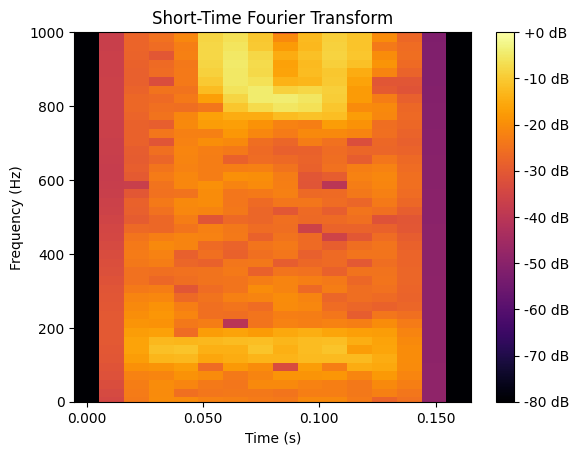 Short-Time Fourier Transform
1000
800
600
400
200
0
Frequency (Hz)
0.000
0.050
0.100
0.150
Time (s)
+0 dB
-10 dB
-20 dB
-30 dB
-40 dB
-50 dB
-60 dB
-70 dB
-80 dB